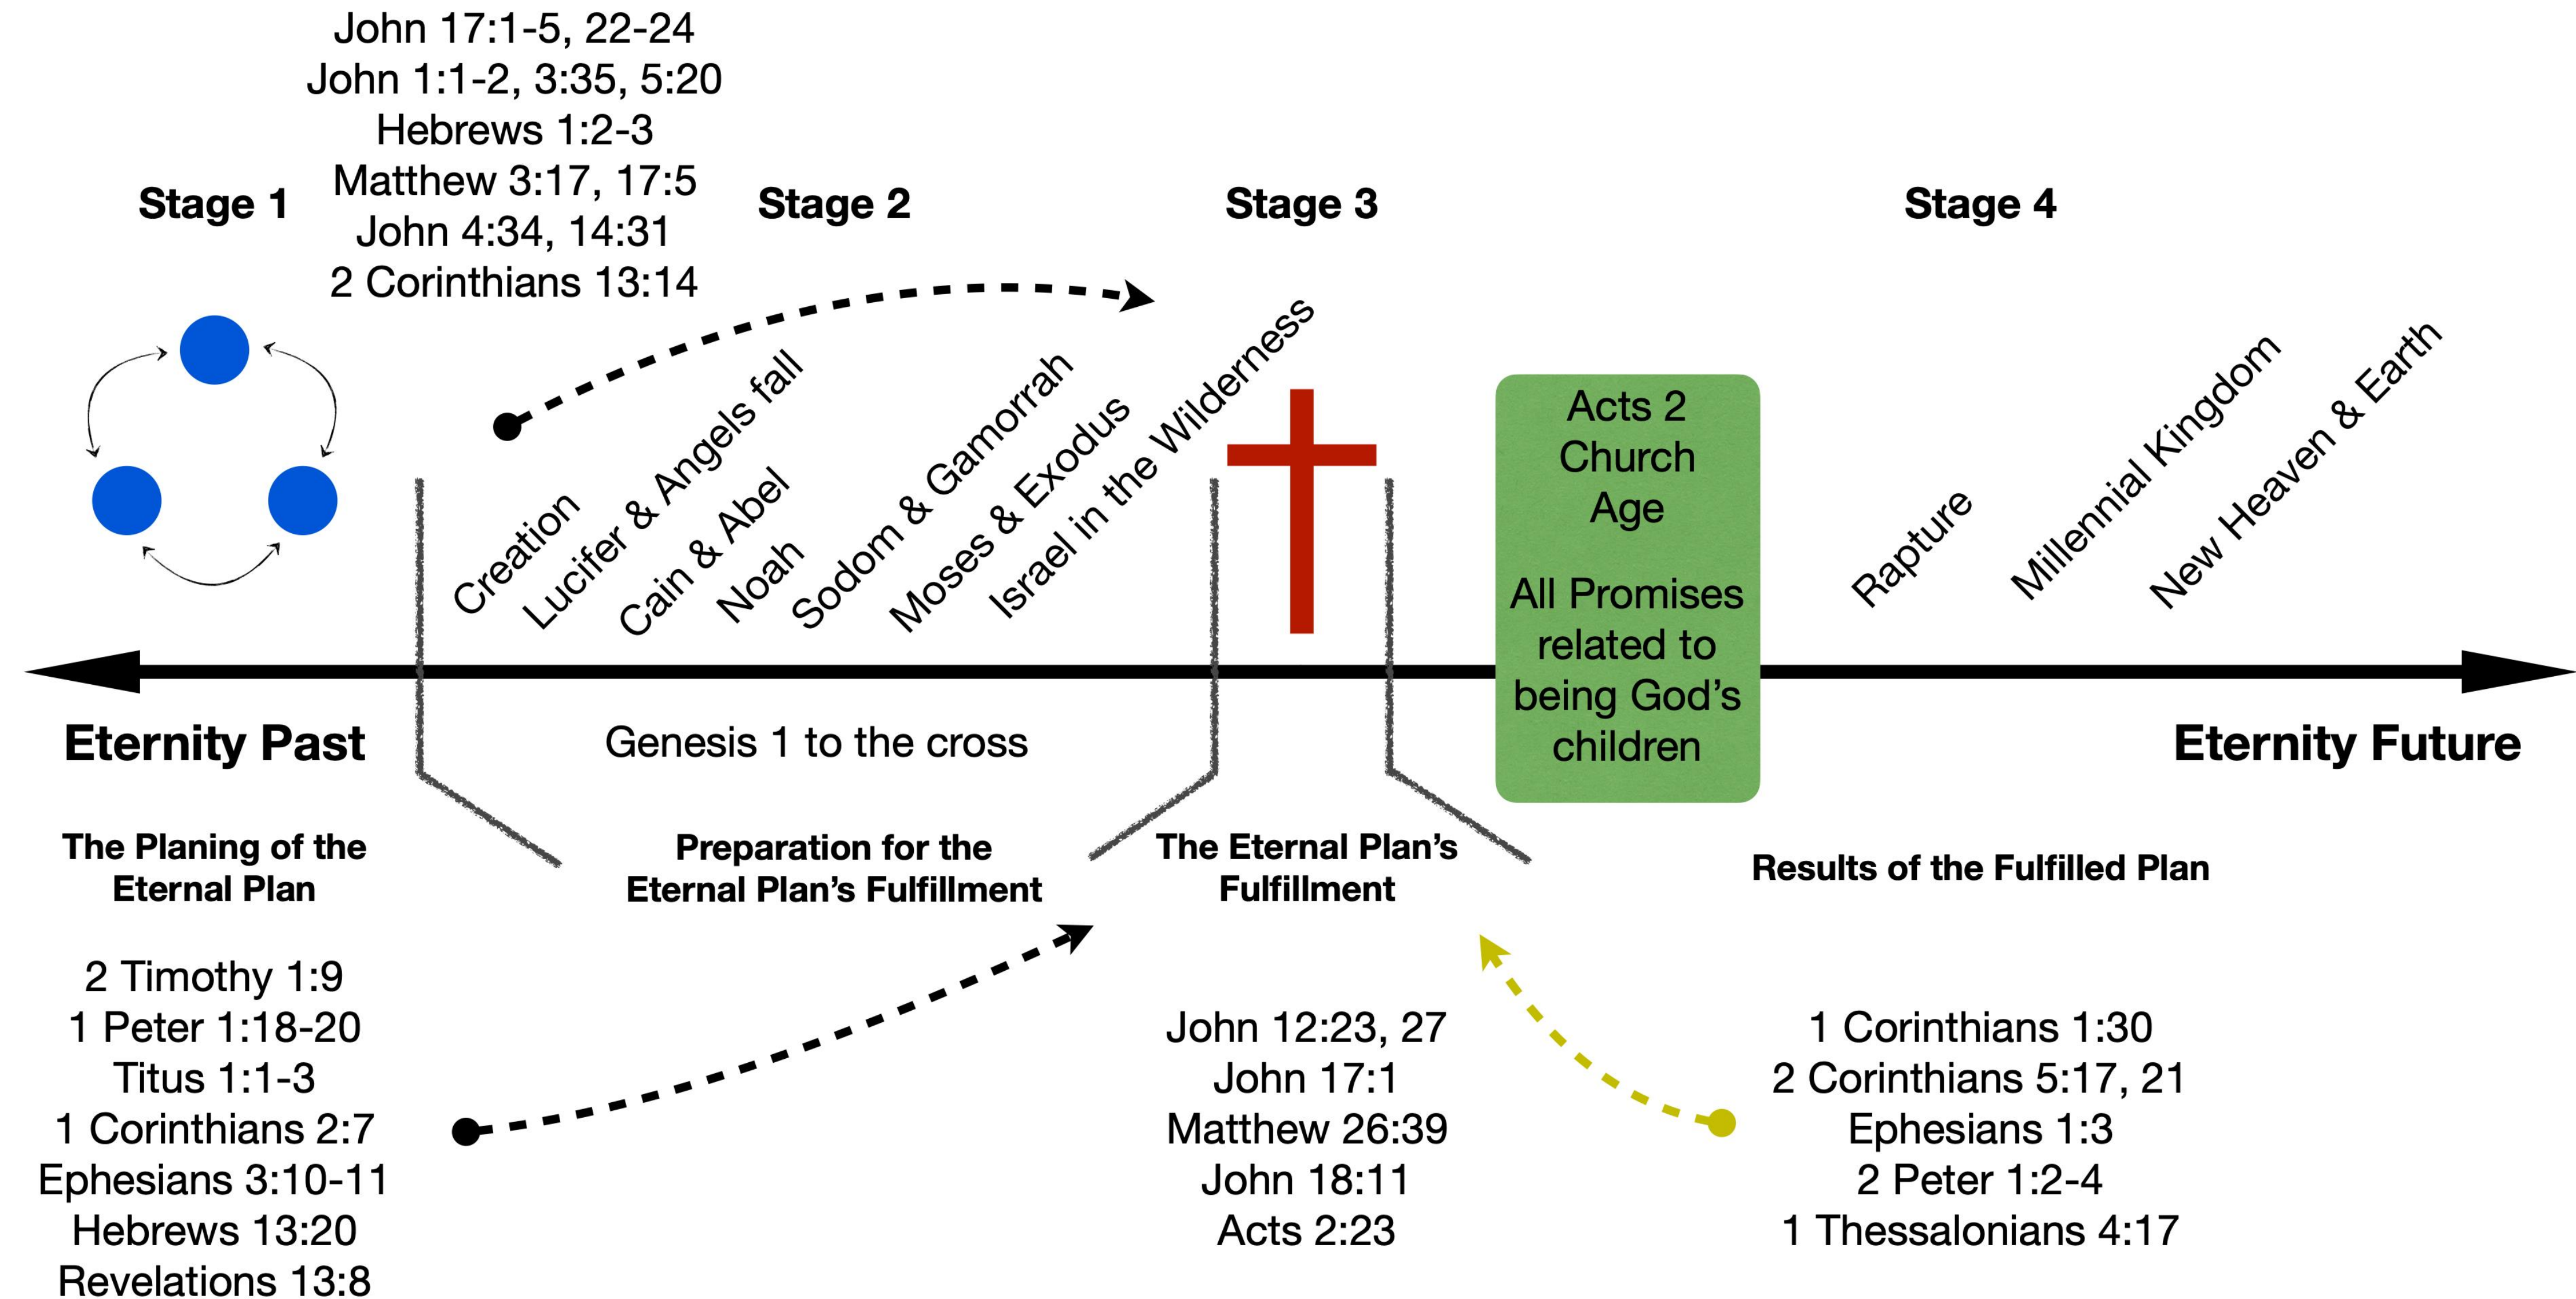 John 17:1-5, 22-24
John 1:1-2, 3:35, 5:20
Hebrews 1:2-3
Matthew 3:17, 17:5
John 4:34, 14:31
2 Corinthians 13:14
Stage 1
Stage 2
Stage 3
Stage 4
Creation
Lucifer & Angels fall
Cain & Abel
Noah
Sodom & Gamorrah
Moses & Exodus
Israel in the Wilderness
Acts 2
Church
Age
All Promises
related to
being God’s
children
Rapture
Millennial Kingdom
New Heaven & Earth
Eternity Past
Genesis 1 to the cross
Eternity Future
The Planing of the
Eternal Plan
Preparation for the
Eternal Plan’s Fulfillment
The Eternal Plan’s
Fulfillment
Results of the Fulfilled Plan
2 Timothy 1:9
1 Peter 1:18-20
Titus 1:1-3
1 Corinthians 2:7
Ephesians 3:10-11
Hebrews 13:20
Revelations 13:8
John 12:23, 27
John 17:1
Matthew 26:39
John 18:11
Acts 2:23
1 Corinthians 1:30
2 Corinthians 5:17, 21
Ephesians 1:3
2 Peter 1:2-4
1 Thessalonians 4:17